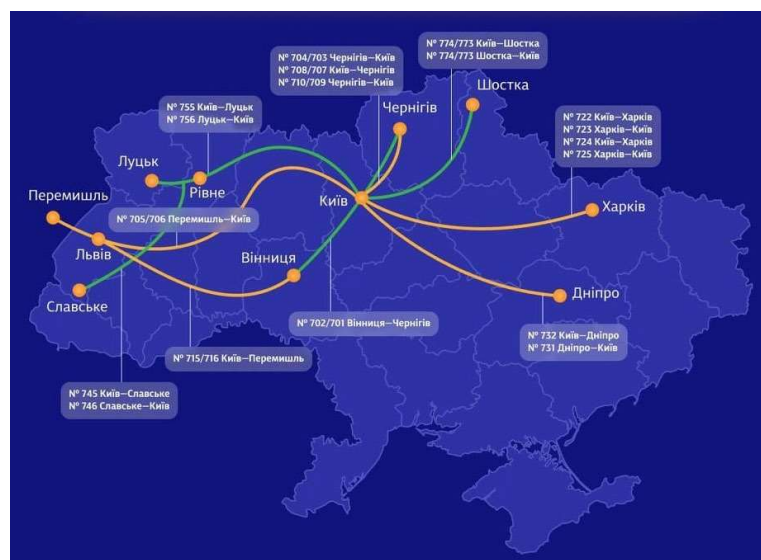 № 774/773 Київ—Шостка
№ 774/773 Шостка—Київ
№ 704/703 Чернігів—Київ
№ 708/707 Київ—Чернігів
№ 710/709 Чернігів—Київ
Шостка
№ 755 Київ—Луцьк
№ 756 Луцьк—Київ
Чернігів
№ 722 Київ—Харків
№ 723 Харків—Київ
№ 724 Київ—Харків
№ 725 Харків—Київ
Луцьк
Рівне
Перемишль
Київ
Харків
№ 705/706 Перемишль—Київ
Львів
Вінниця
Славське
Дніпро
№ 702/701 Вінниця—Чернігів
№ 732 Київ—Дніпро
№ 731 Дніпро—Київ
№ 715/716 Київ—Перемишль
№ 745 Київ—Славське
№ 746 Славське—Київ